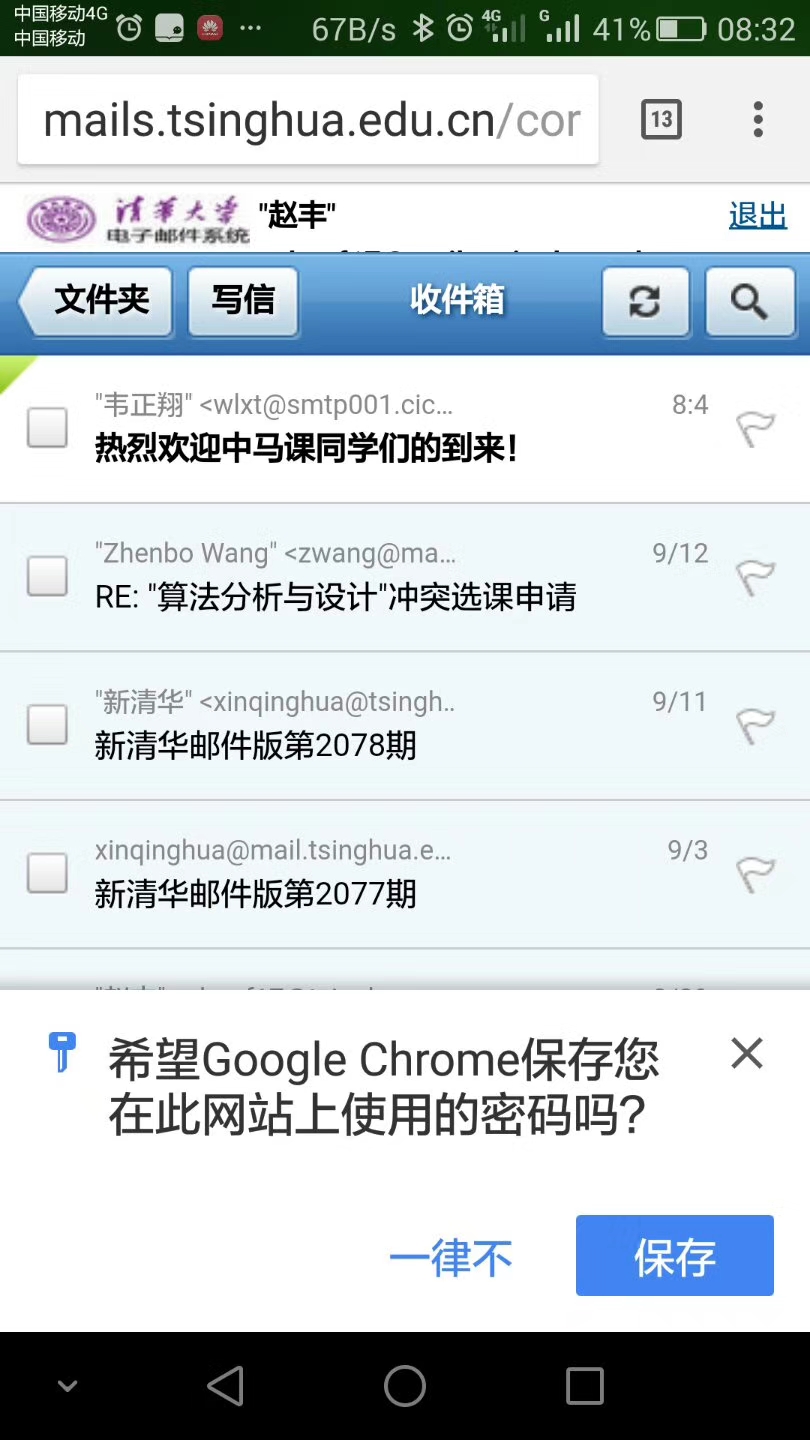 中国移动4G
中国移动
67B/s
4G
G
41%
08:32
mails.tsinghua.edu.cn/cor
13
清华大学
电子邮件系统
"赵丰"
退出
文件夹
写信
收件箱
"韦正翔" <wlxt@smtp001.cic...
8:4
热烈欢迎中马课同学们的到来!
"Zhenbo Wang" <zwang@ma...
9/12
RE: "算法分析与设计"冲突选课申请
"新清华" <xinqinghua@tsingh..
9/11
新清华邮件版第2078期
xinqinghua@mail.tsinghua.e...
9/3
新清华邮件版第2077期
希望Google Chrome保存您
在此网站上使用的密码吗?
一律不
保存